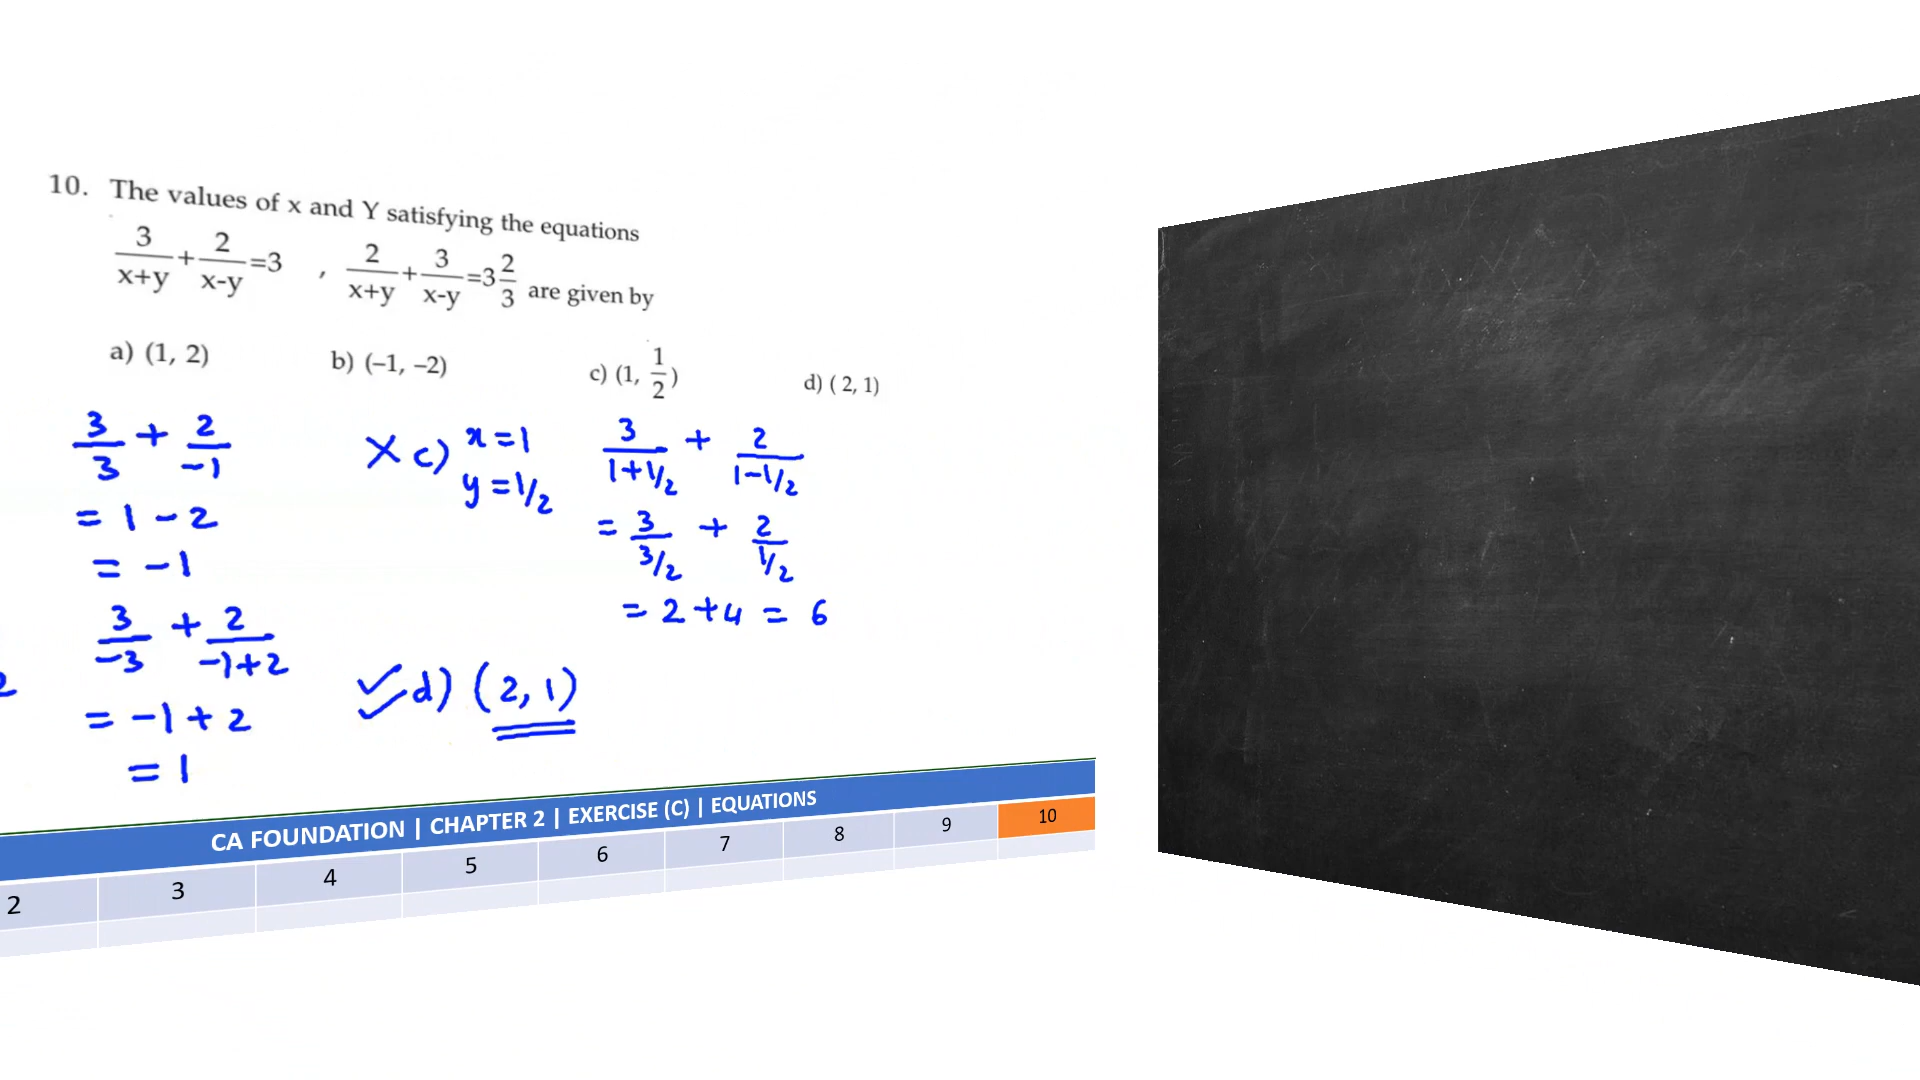 10. The values of x and Y satisfying the equations
3/(x+y) + 2/(x-y) =3 , 2/(x+y) + 3/(x-y) =3 2/3 are given by
a) (1, 2) b) (–1, –2) c) (1, 1/2) d) ( 2, 1)
3/3 + 2/-1
= 1 - 2
= -1
3/-3 + 2/-1+2
= -1 + 2
= 1
2
X c) x = 1
y = 1/2
3/(1+1/2) + 2/(1-1/2)
= 3/(3/2) + 2/(1/2)
= 2 + 4 = 6
✓ d) (2, 1)
CA FOUNDATION | CHAPTER 2 | EXERCISE (C) | EQUATIONS
2 3 4 5 6 7 8 9 10